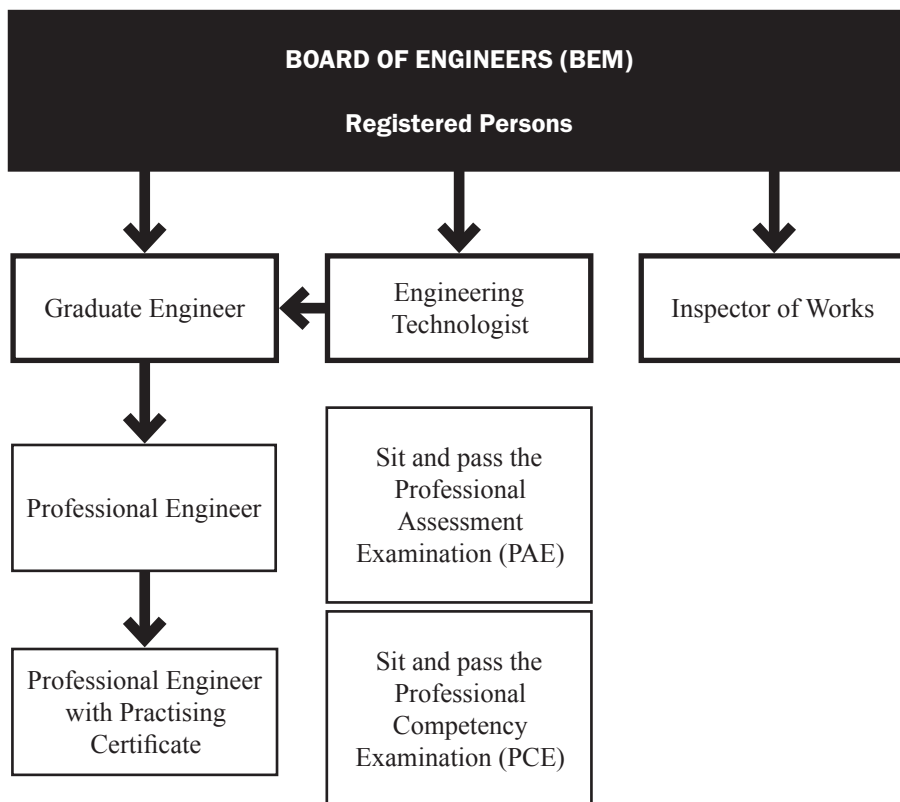 BOARD OF ENGINEERS (BEM)
Registered Persons
Graduate Engineer
Engineering
Technologist
Inspector of Works
Professional Engineer
Sit and pass the
Professional
Assessment
Examination (PAE)
Professional Engineer
with Practising
Certificate
Sit and pass the
Professional
Competency
Examination (PCE)